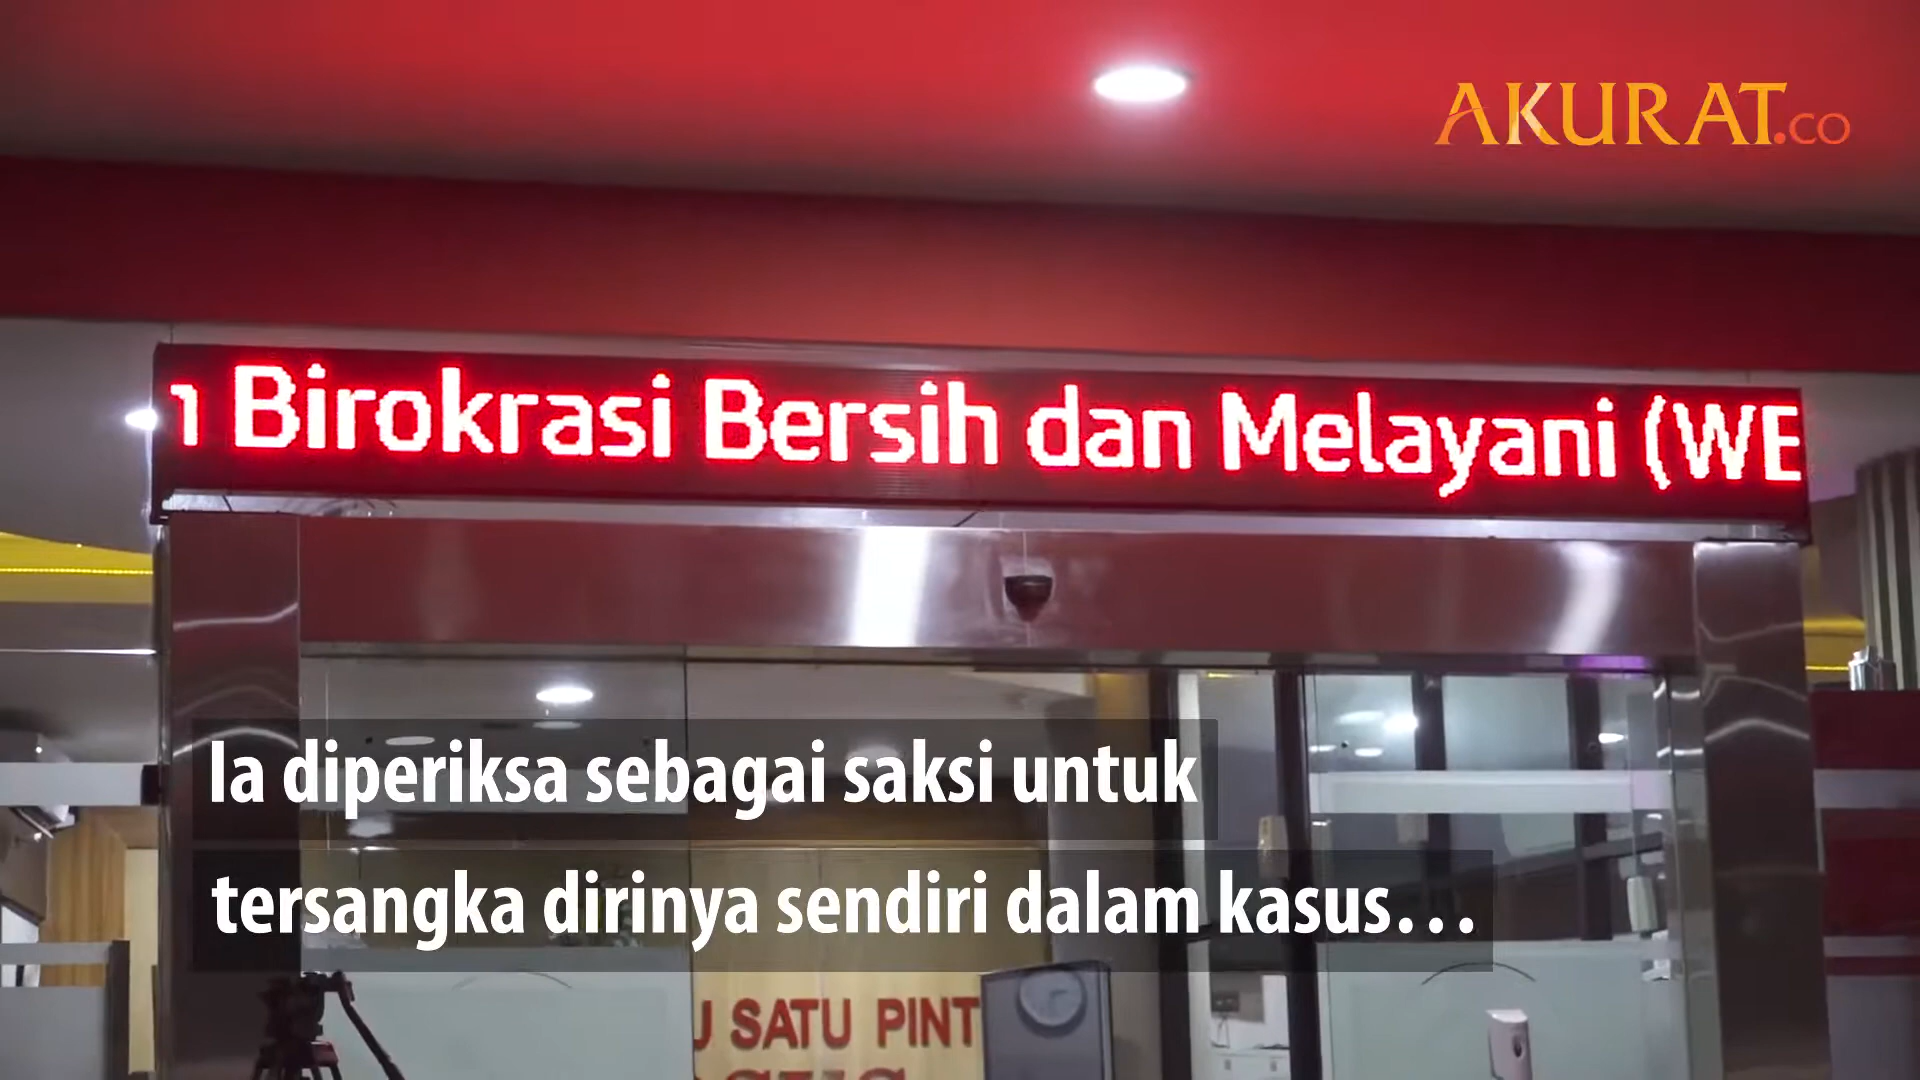 AKURAT.co
Birokrasi Bersih dan Melayani (WE
Ia diperiksa sebagai saksi untuk
tersangka dirinya sendiri dalam kasus...
SATU PINT